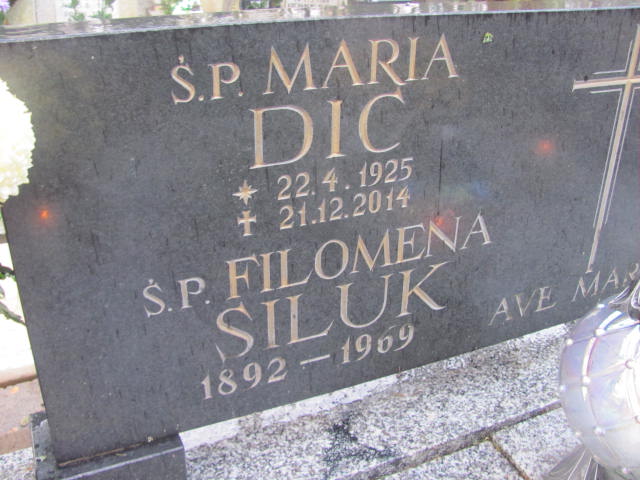 Ś.P. MARIA
DIC
22.4.1925
21.12.2014
Ś.P. FILOMENA
SILUK
1892 – 1969
AVE